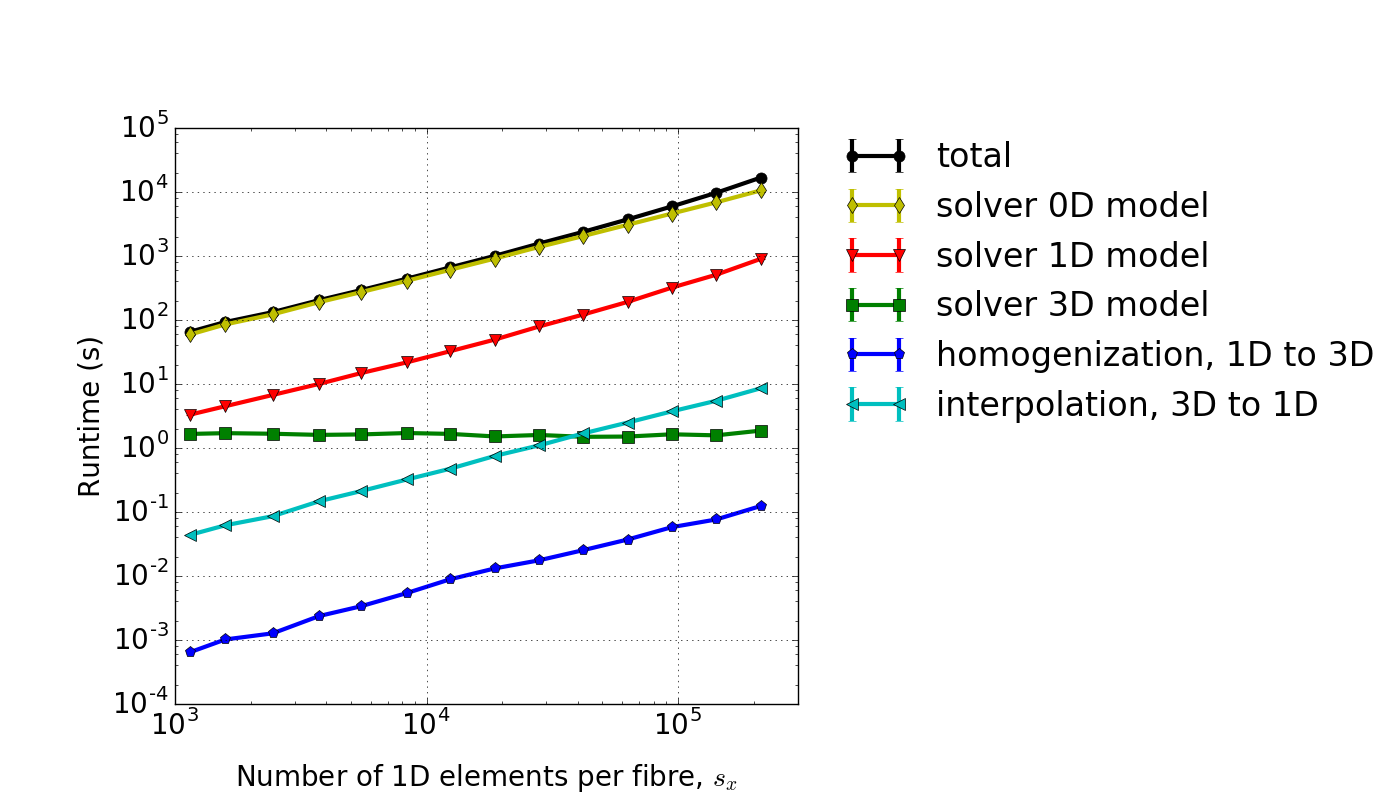 10^5
10^4
10^3
10^2
10^1
10^0
10^-1
10^-2
10^-3
10^-4
Runtime (s)
10^3 10^4 10^5
Number of 1D elements per fibre, s_x
total
solver 0D model
solver 1D model
solver 3D model
homogenization, 1D to 3D
interpolation, 3D to 1D